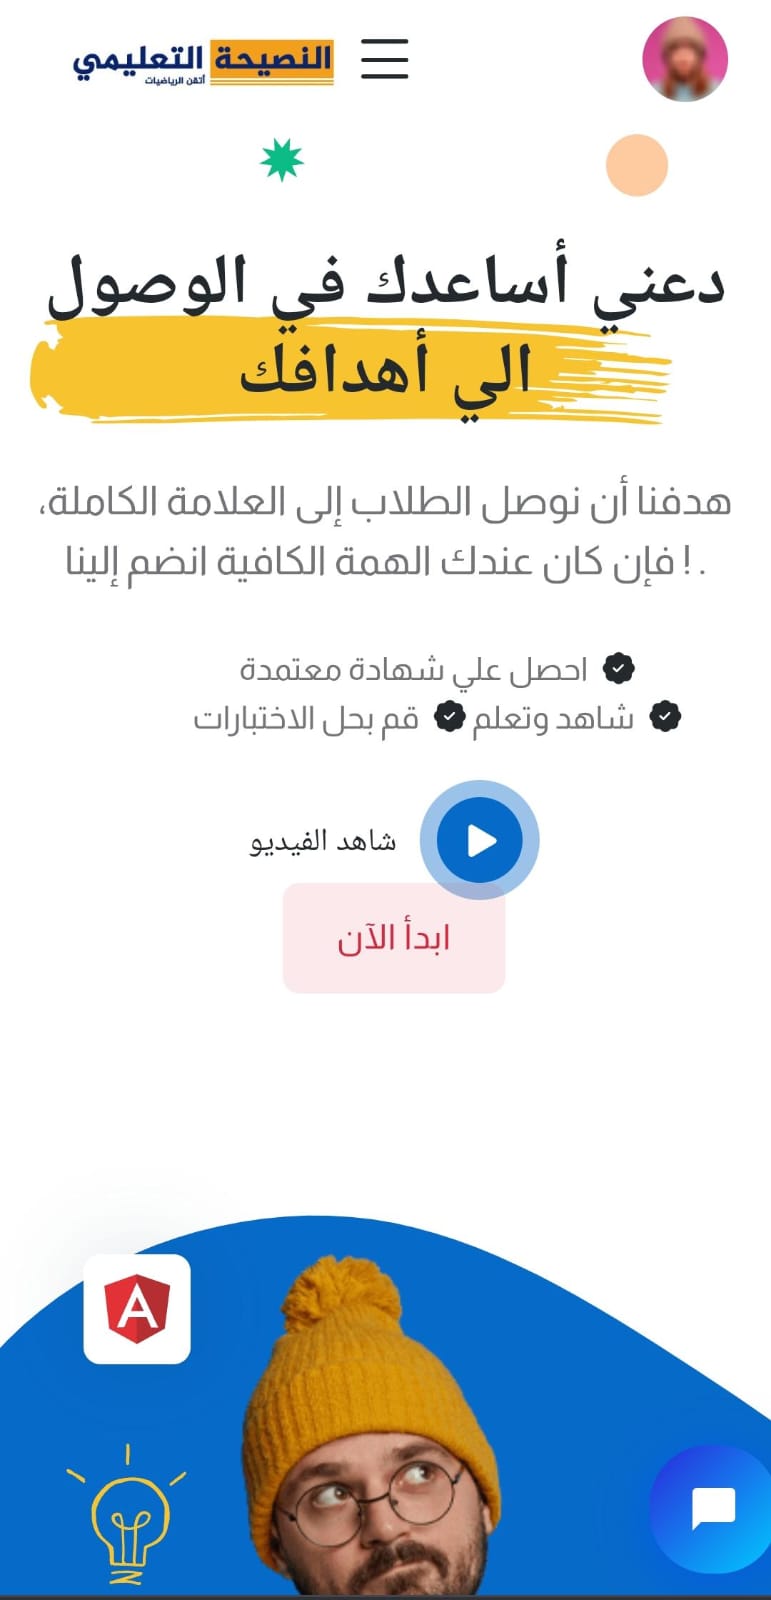 النصيحة التعليمي
أتقن الرياضيات
دعني أساعدك في الوصول
الي أهدافك
هدفنا أن نوصل الطلاب إلى العلامة الكاملة،
. ! فإن كان عندك الهمة الكافية انضم إلينا
احصل علي شهادة معتمدة
شاهد وتعلم قم بحل الاختبارات
شاهد الفيديو
ابدأ الآن
A